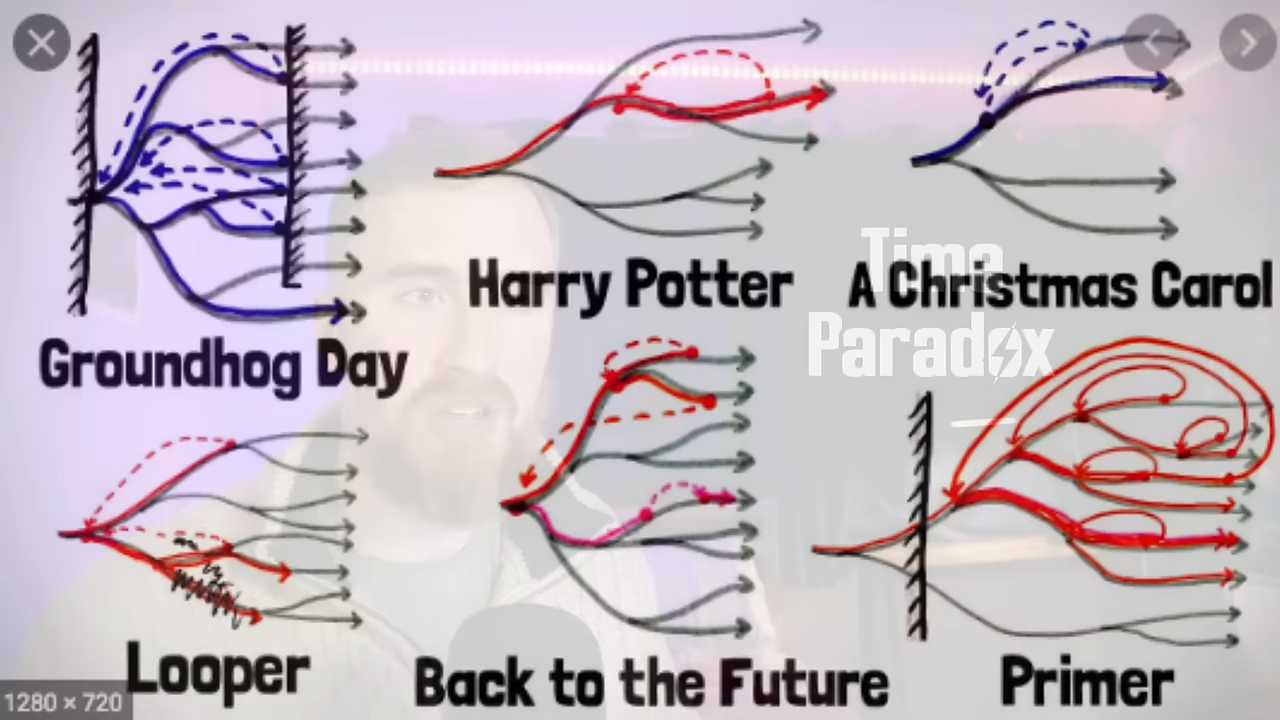 Groundhog Day
Harry Potter
A Christmas Carol
Time
Paradox
Looper
Back to the Future
Primer
1280 × 720